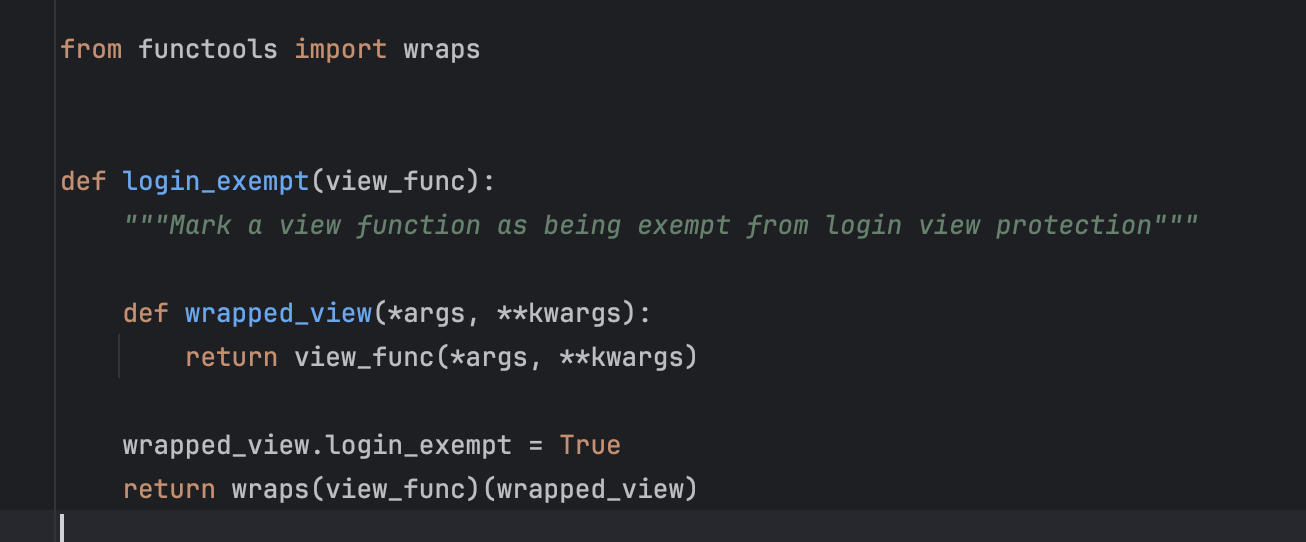 from functools import wraps
def login_exempt(view_func):
"""Mark a view function as being exempt from login view protection"""
def wrapped_view(*args, **kwargs):
return view_func(*args, **kwargs)
wrapped_view.login_exempt = True
return wraps(view_func)(wrapped_view)